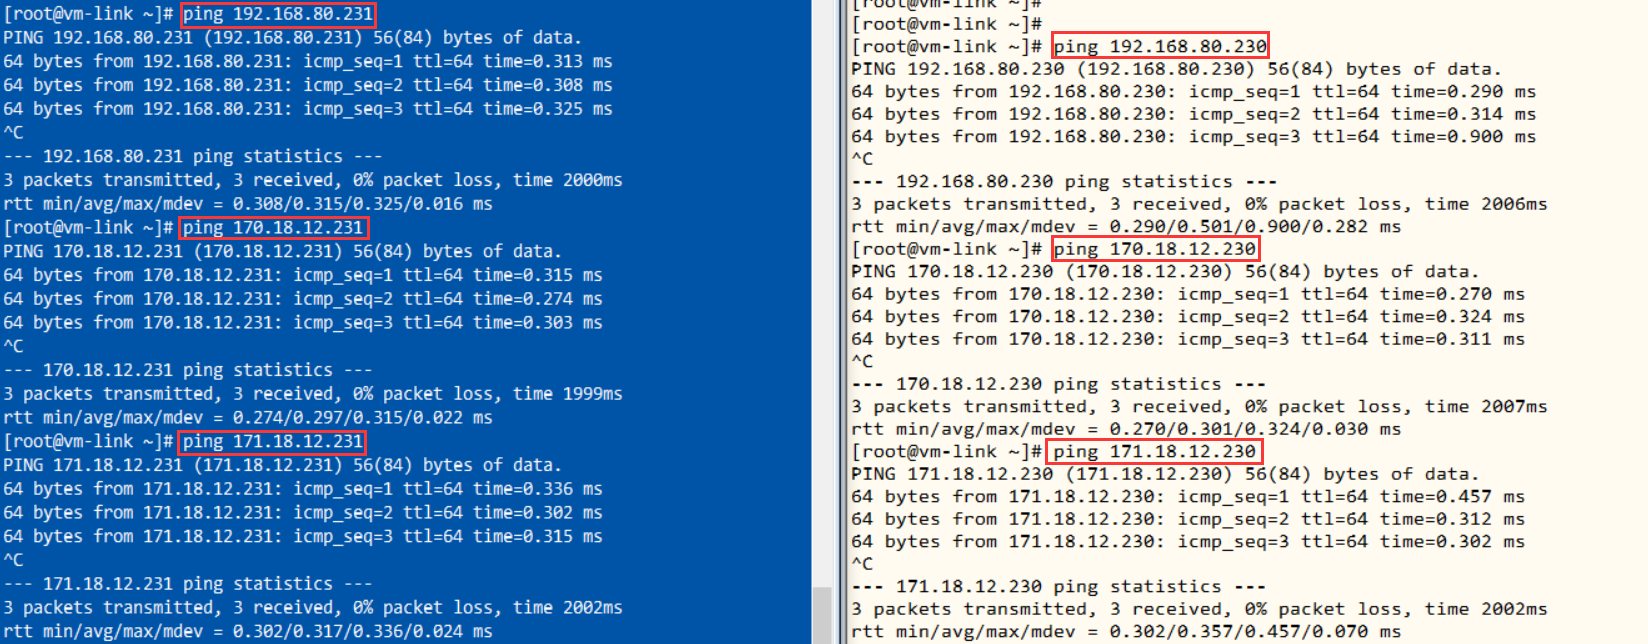 [root@vm-link ~]# ping 192.168.80.231
PING 192.168.80.231 (192.168.80.231) 56(84) bytes of data.
64 bytes from 192.168.80.231: icmp_seq=1 ttl=64 time=0.313 ms
64 bytes from 192.168.80.231: icmp_seq=2 ttl=64 time=0.308 ms
64 bytes from 192.168.80.231: icmp_seq=3 ttl=64 time=0.325 ms
^C
--- 192.168.80.231 ping statistics ---
3 packets transmitted, 3 received, 0% packet loss, time 2000ms
rtt min/avg/max/mdev = 0.308/0.315/0.325/0.016 ms
[root@vm-link ~]# ping 170.18.12.231
PING 170.18.12.231 (170.18.12.231) 56(84) bytes of data.
64 bytes from 170.18.12.231: icmp_seq=1 ttl=64 time=0.315 ms
64 bytes from 170.18.12.231: icmp_seq=2 ttl=64 time=0.274 ms
64 bytes from 170.18.12.231: icmp_seq=3 ttl=64 time=0.303 ms
^C
--- 170.18.12.231 ping statistics ---
3 packets transmitted, 3 received, 0% packet loss, time 1999ms
rtt min/avg/max/mdev = 0.274/0.297/0.315/0.022 ms
[root@vm-link ~]# ping 171.18.12.231
PING 171.18.12.231 (171.18.12.231) 56(84) bytes of data.
64 bytes from 171.18.12.231: icmp_seq=1 ttl=64 time=0.336 ms
64 bytes from 171.18.12.231: icmp_seq=2 ttl=64 time=0.302 ms
64 bytes from 171.18.12.231: icmp_seq=3 ttl=64 time=0.315 ms
^C
--- 171.18.12.231 ping statistics ---
3 packets transmitted, 3 received, 0% packet loss, time 2002ms
rtt min/avg/max/mdev = 0.302/0.317/0.336/0.024 ms
[root@vm-link ~]#
[root@vm-link ~]#
[root@vm-link ~]# ping 192.168.80.230
PING 192.168.80.230 (192.168.80.230) 56(84) bytes of data.
64 bytes from 192.168.80.230: icmp_seq=1 ttl=64 time=0.290 ms
64 bytes from 192.168.80.230: icmp_seq=2 ttl=64 time=0.314 ms
64 bytes from 192.168.80.230: icmp_seq=3 ttl=64 time=0.900 ms
^C
--- 192.168.80.230 ping statistics ---
3 packets transmitted, 3 received, 0% packet loss, time 2006ms
rtt min/avg/max/mdev = 0.290/0.501/0.900/0.282 ms
[root@vm-link ~]# ping 170.18.12.230
PING 170.18.12.230 (170.18.12.230) 56(84) bytes of data.
64 bytes from 170.18.12.230: icmp_seq=1 ttl=64 time=0.270 ms
64 bytes from 170.18.12.230: icmp_seq=2 ttl=64 time=0.324 ms
64 bytes from 170.18.12.230: icmp_seq=3 ttl=64 time=0.311 ms
^C
--- 170.18.12.230 ping statistics ---
3 packets transmitted, 3 received, 0% packet loss, time 2007ms
rtt min/avg/max/mdev = 0.270/0.301/0.324/0.030 ms
[root@vm-link ~]# ping 171.18.12.230
PING 171.18.12.230 (171.18.12.230) 56(84) bytes of data.
64 bytes from 171.18.12.230: icmp_seq=1 ttl=64 time=0.457 ms
64 bytes from 171.18.12.230: icmp_seq=2 ttl=64 time=0.312 ms
64 bytes from 171.18.12.230: icmp_seq=3 ttl=64 time=0.302 ms
^C
--- 171.18.12.230 ping statistics ---
3 packets transmitted, 3 received, 0% packet loss, time 2002ms
rtt min/avg/max/mdev = 0.302/0.357/0.457/0.070 ms